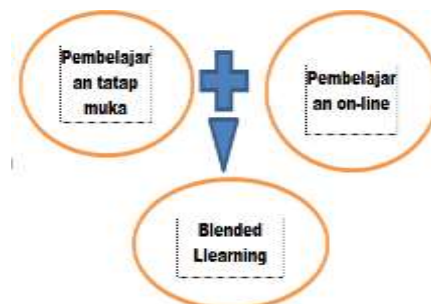 Pembelajar
an tatap
muka
Pembelajar
an on-line
Blended
Llearning